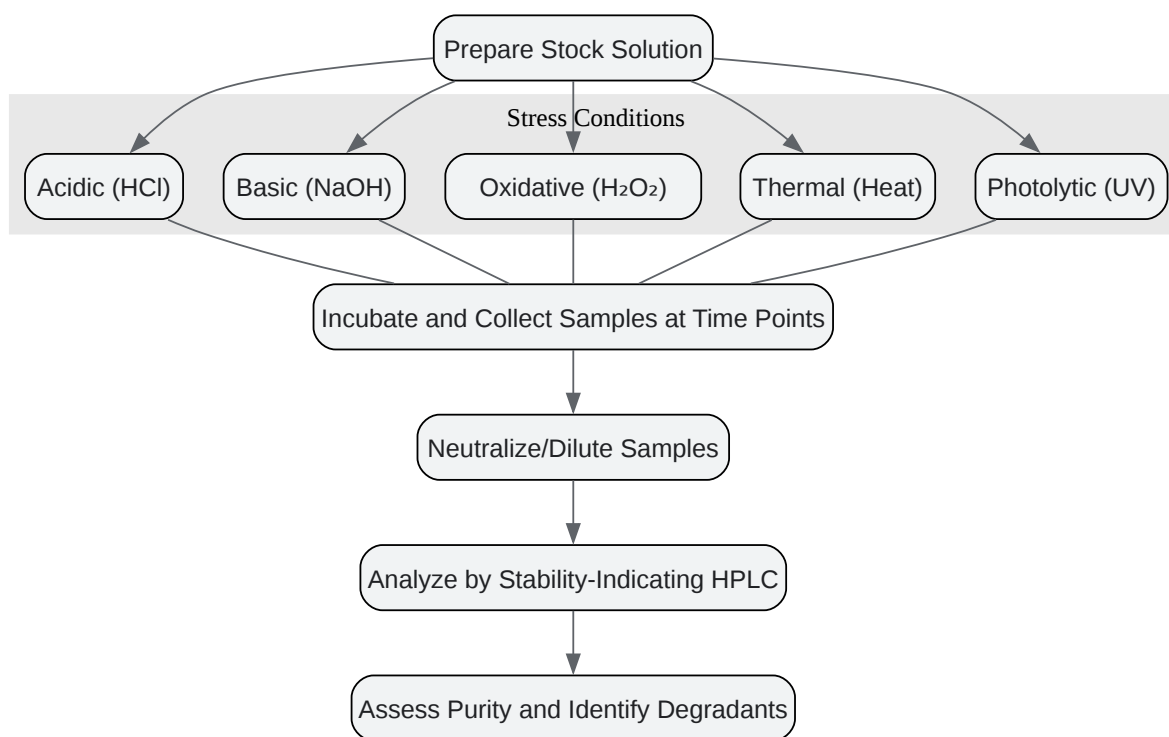 Prepare Stock Solution
Stress Conditions
Acidic (HCl)
Basic (NaOH)
Oxidative (H₂O₂)
Thermal (Heat)
Photolytic (UV)
Incubate and Collect Samples at Time Points
Neutralize/Dilute Samples
Analyze by Stability-Indicating HPLC
Assess Purity and Identify Degradants